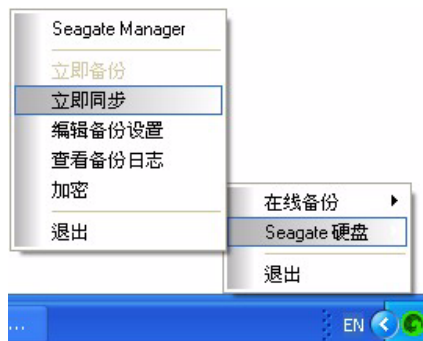 Seagate Manager
立即备份
立即同步
编辑备份设置
查看备份日志
加密
退出
在线备份
Seagate 硬盘
退出
...
EN